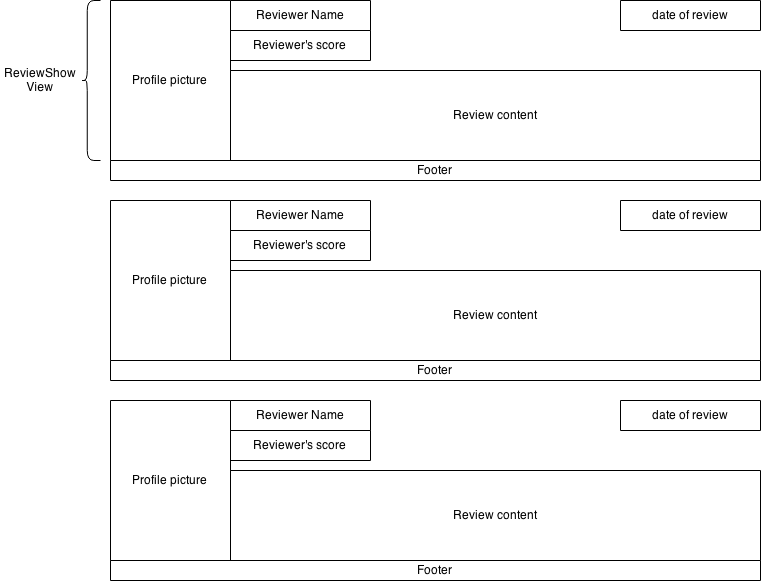 Reviewer Name
date of review
Reviewer's score
ReviewShow
View
Profile picture
Review content
Footer
Reviewer Name
date of review
Reviewer's score
Profile picture
Review content
Footer
Reviewer Name
date of review
Reviewer's score
Profile picture
Review content
Footer